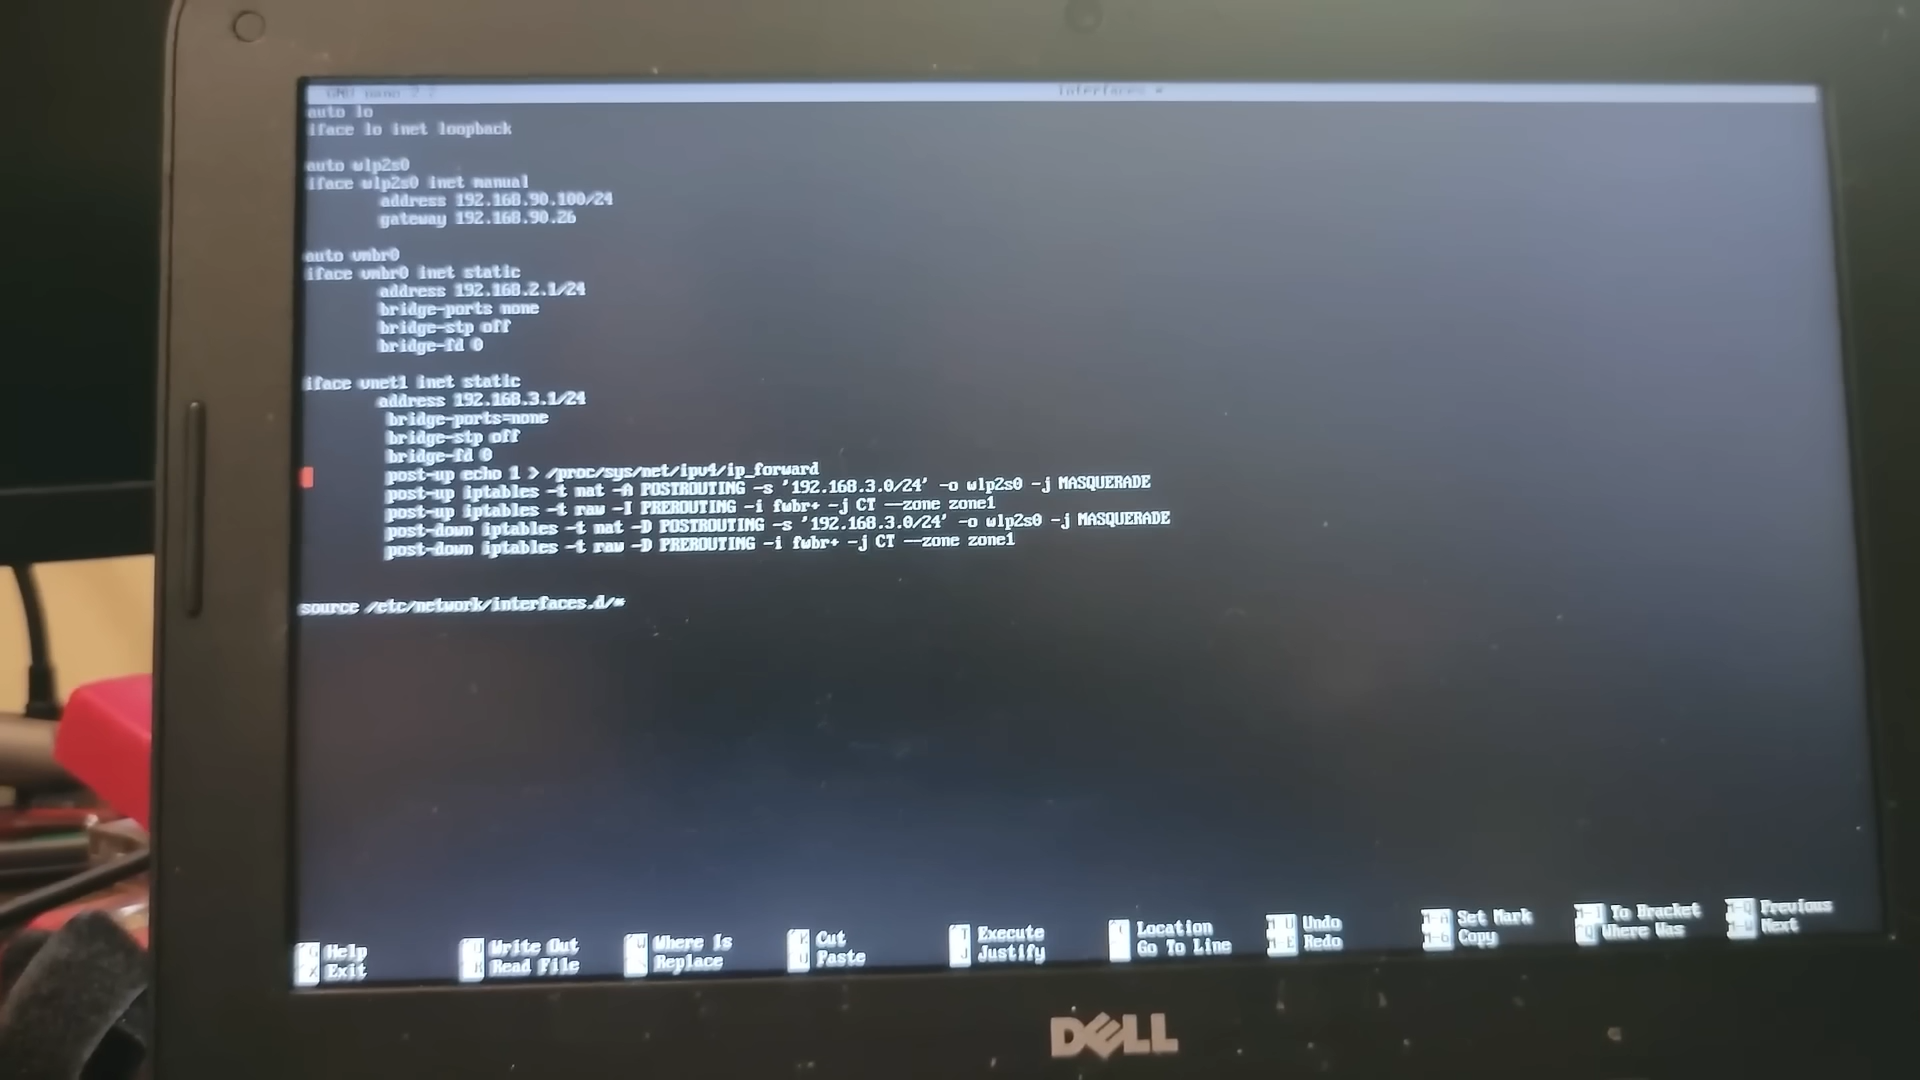 GNU nano 7.2 interfaces *
auto lo
iface lo inet loopback
auto wlp2s0
iface wlp2s0 inet manual
address 192.168.90.100/24
gateway 192.168.90.26
auto vmbr0
iface vmbr0 inet static
address 192.168.2.1/24
bridge-ports none
bridge-stp off
bridge-fd 0
iface vnet1 inet static
address 192.168.3.1/24
bridge-ports=none
bridge-stp off
bridge-fd 0
post-up echo 1 > /proc/sys/net/ipv4/ip_forward
post-up iptables -t nat -A POSTROUTING -s '192.168.3.0/24' -o wlp2s0 -j MASQUERADE
post-up iptables -t raw -I PREROUTING -i fwbr+ -j CT --zone zone1
post-down iptables -t nat -D POSTROUTING -s '192.168.3.0/24' -o wlp2s0 -j MASQUERADE
post-down iptables -t raw -D PREROUTING -i fwbr+ -j CT --zone zone1
source /etc/network/interfaces.d/*
Help Write Out Where Is Cut Execute Location M-U Undo M-A Set Mark M-] To Bracket M-Q Previous
^X Exit Read File Replace Paste Justify Go To Line M-E Redo M-6 Copy ^Q Where Was M-W Next
DELL